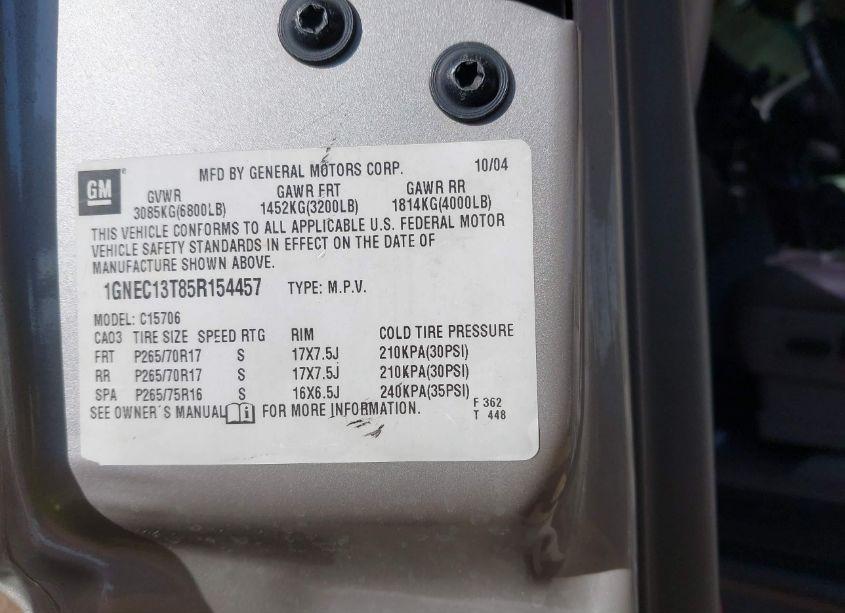 GM
MFD BY GENERAL MOTORS CORP. 10/04
GVWR GAWR FRT GAWR RR
3085KG(6800LB) 1452KG(3200LB) 1814KG(4000LB)
THIS VEHICLE CONFORMS TO ALL APPLICABLE U.S. FEDERAL MOTOR
VEHICLE SAFETY STANDARDS IN EFFECT ON THE DATE OF
MANUFACTURE SHOWN ABOVE.
1GNEC13T85R154457 TYPE: M.P.V.
MODEL: C15706
CA03 TIRE SIZE SPEED RTG RIM COLD TIRE PRESSURE
FRT P265/70R17 S 17X7.5J 210KPA(30PSI)
RR P265/70R17 S 17X7.5J 210KPA(30PSI)
SPA P265/75R16 S 16X6.5J 240KPA(35PSI)
SEE OWNER'S MANUAL i FOR MORE INFORMATION.
F 362
T 448